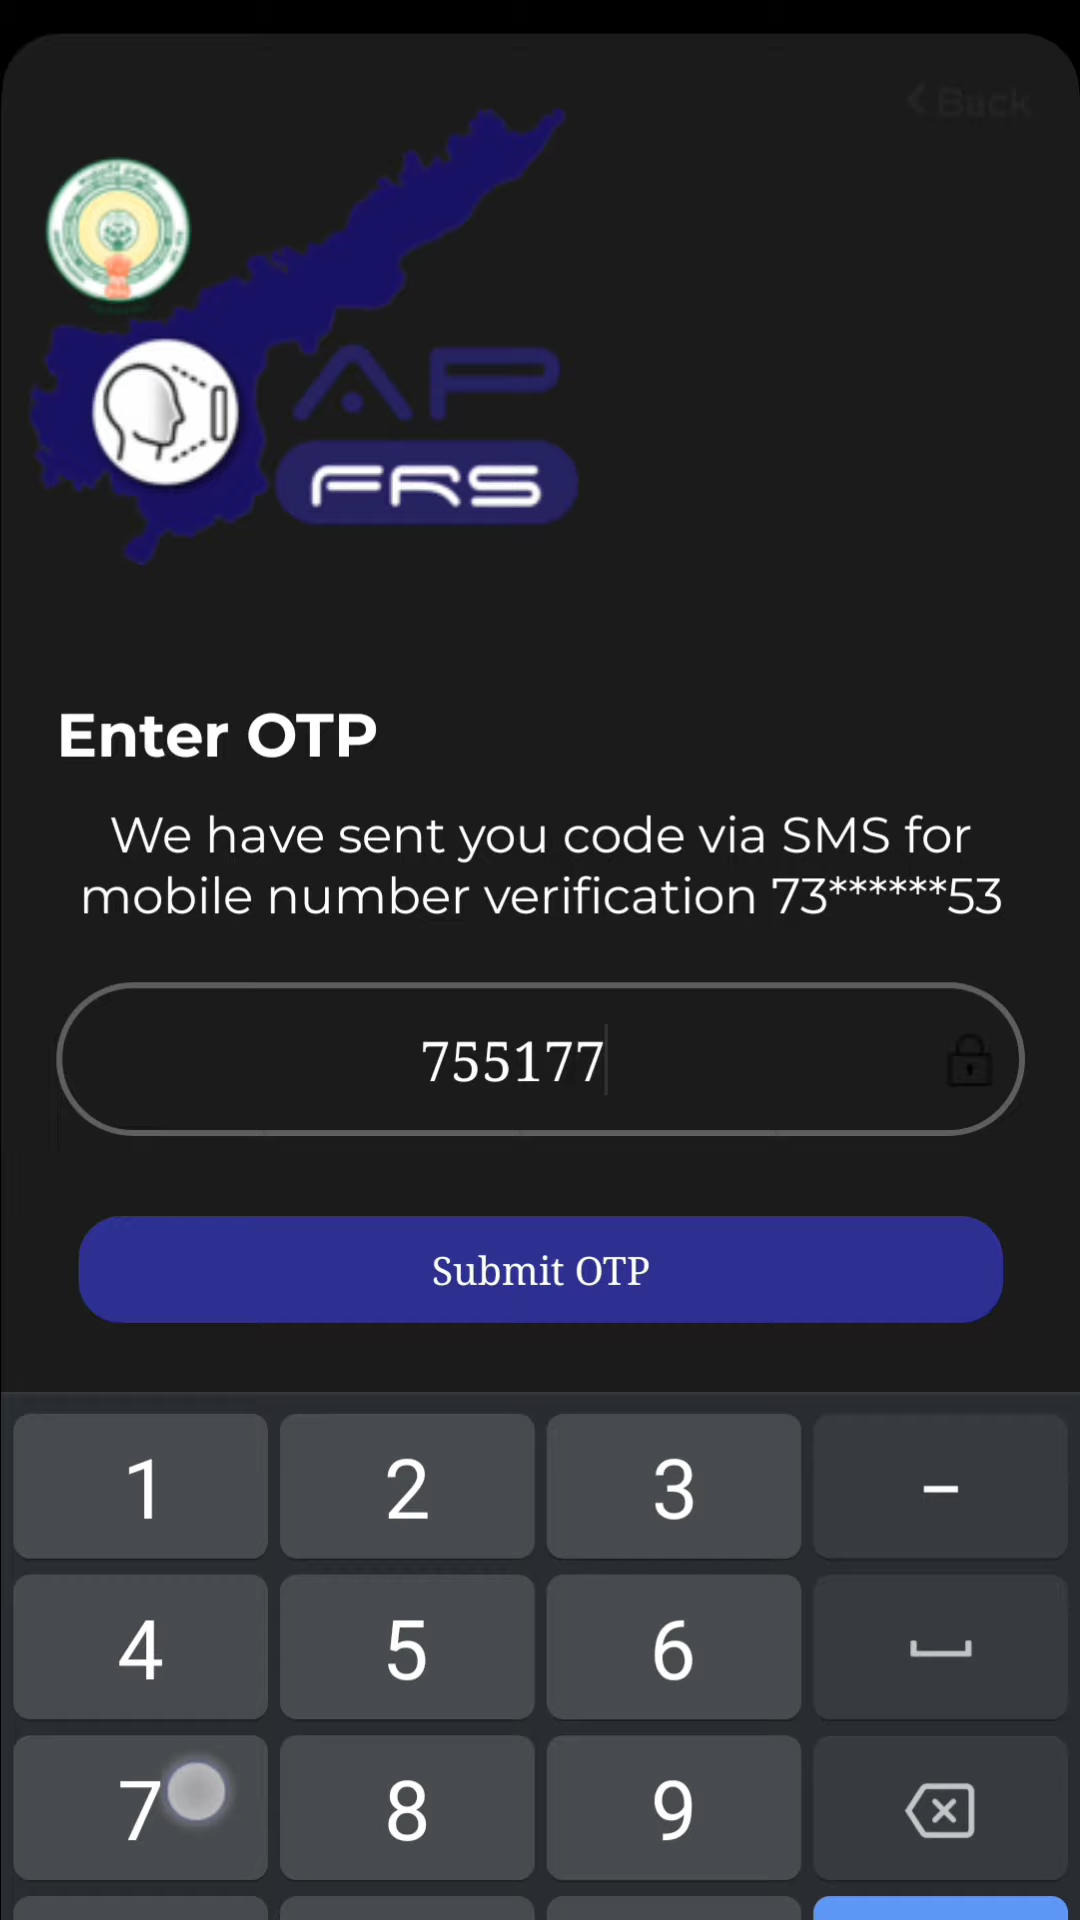 < Back
AP
FRS
Enter OTP
We have sent you code via SMS for
mobile number verification 73******53
755177
Submit OTP
1 2 3 –
4 5 6
7 8 9